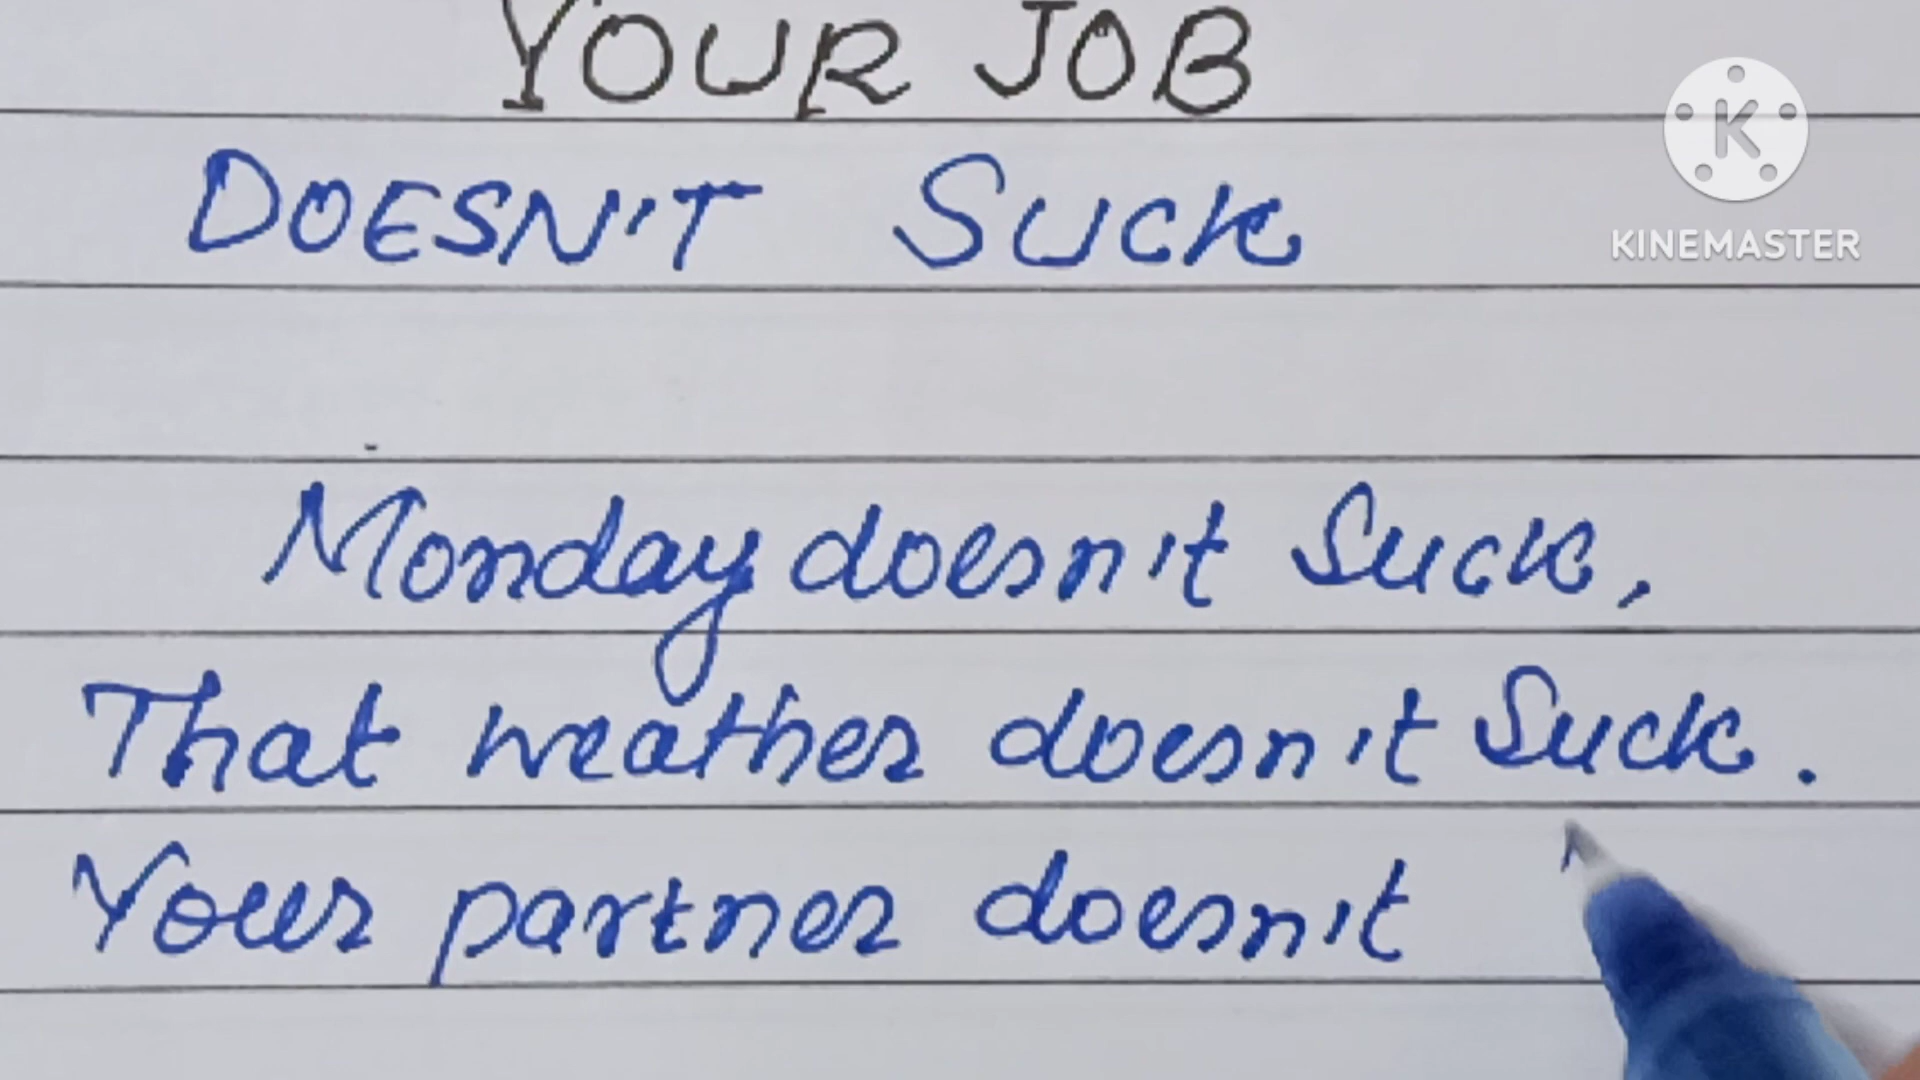 YOUR JOB
DOESN'T SUCK
Monday doesn't Suck,
That weather doesn't Suck.
Your partner doesn't
K
KINEMASTER